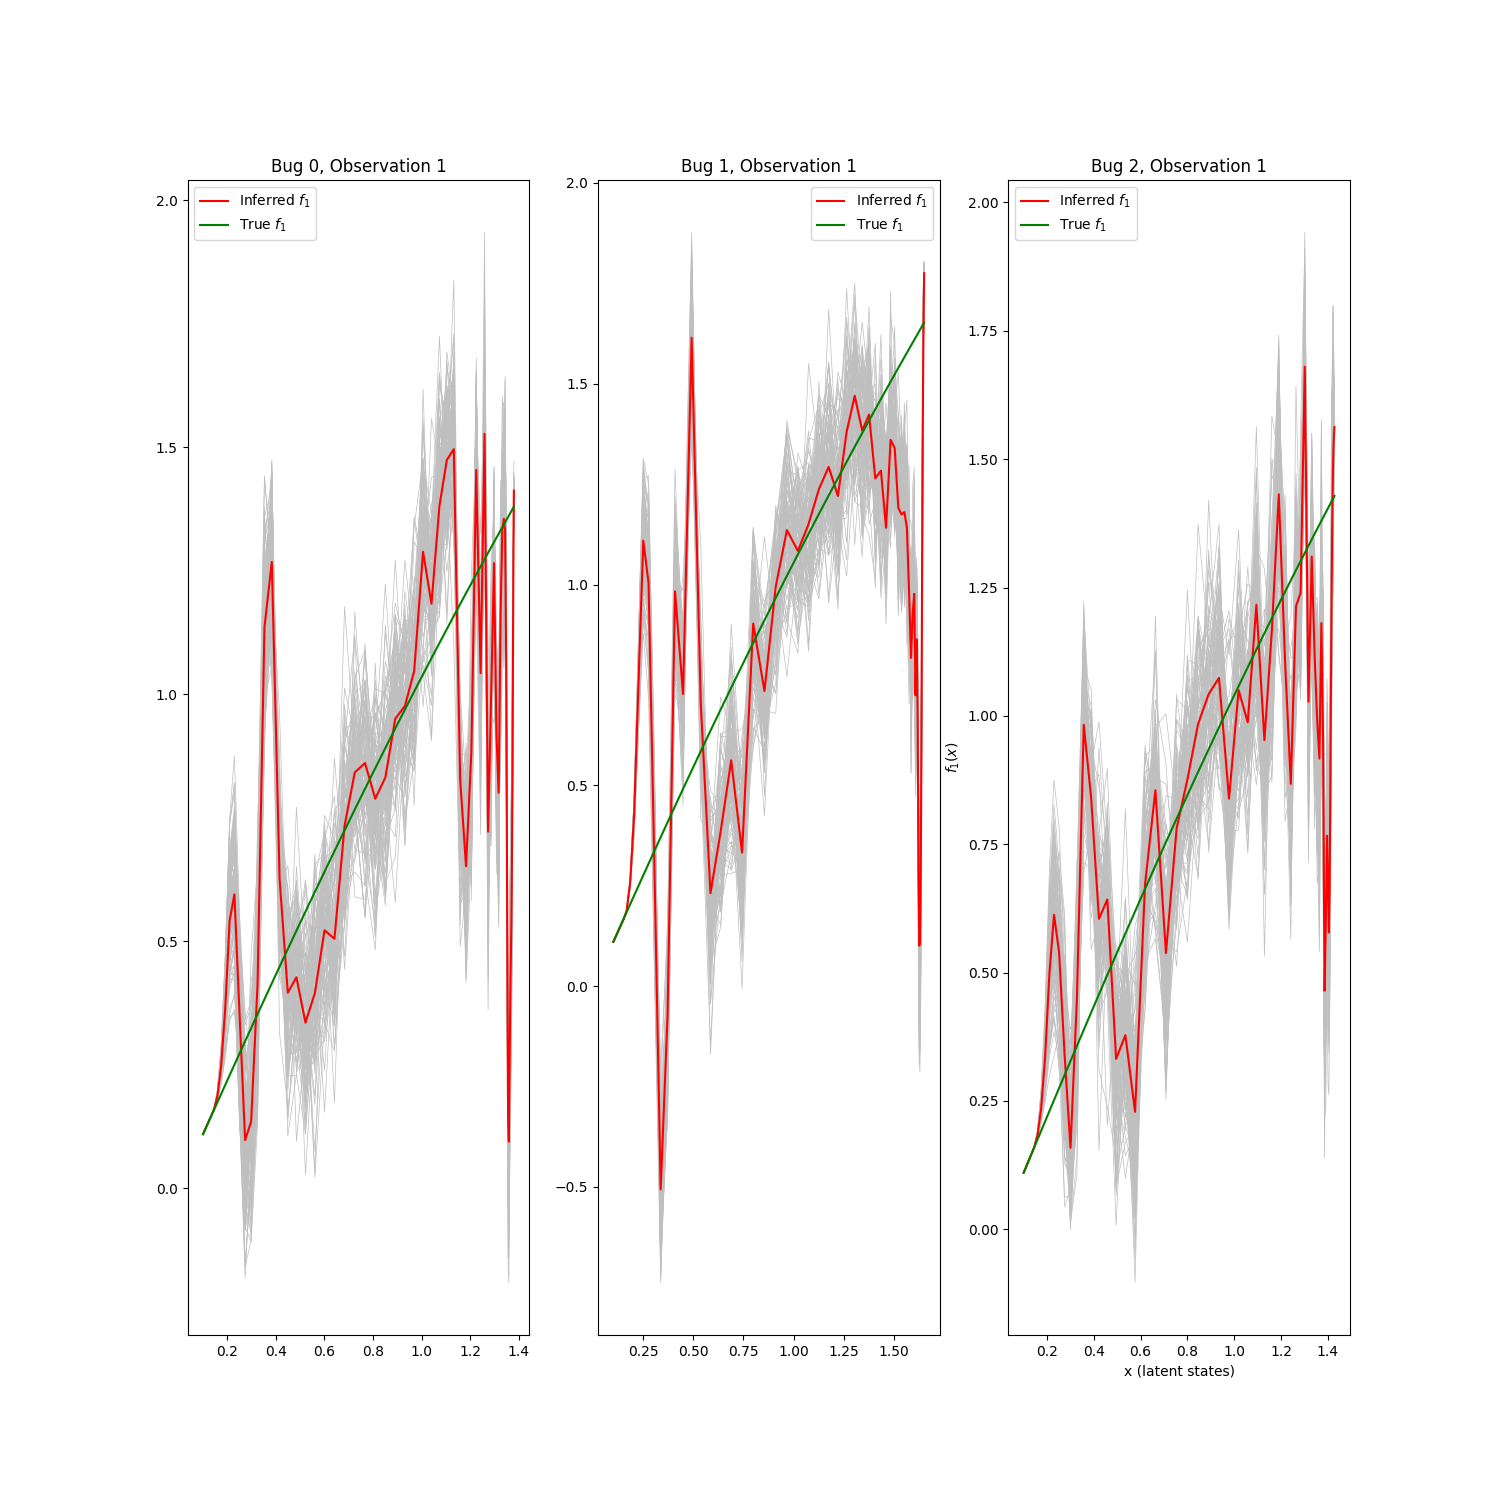 Bug 0, Observation 1
Inferred f₁
True f₁
2.0
1.5
1.0
0.5
0.0
0.2 0.4 0.6 0.8 1.0 1.2 1.4
Bug 1, Observation 1
Inferred f₁
True f₁
2.0
1.5
1.0
0.5
0.0
−0.5
0.25 0.50 0.75 1.00 1.25 1.50
Bug 2, Observation 1
Inferred f₁
True f₁
2.00
1.75
1.50
1.25
1.00
0.75
0.50
0.25
0.00
f₁(x)
0.2 0.4 0.6 0.8 1.0 1.2 1.4
x (latent states)